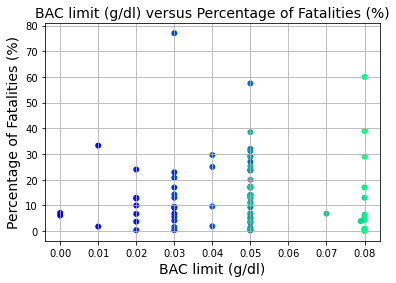 BAC limit (g/dl) versus Percentage of Fatalities (%)
Percentage of Fatalities (%)
80
70
60
50
40
30
20
10
0
0.00 0.01 0.02 0.03 0.04 0.05 0.06 0.07 0.08
BAC limit (g/dl)